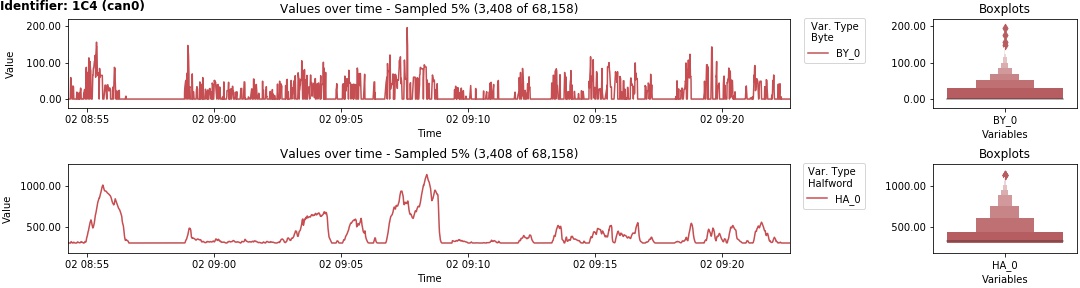 Identifier: 1C4 (can0)
Values over time - Sampled 5% (3,408 of 68,158)
Value
200.00
100.00
0.00
02 08:55 02 09:00 02 09:05 02 09:10 02 09:15 02 09:20
Time
Var. Type
Byte
BY_0
Boxplots
200.00
100.00
0.00
BY_0
Variables
Values over time - Sampled 5% (3,408 of 68,158)
Value
1000.00
500.00
02 08:55 02 09:00 02 09:05 02 09:10 02 09:15 02 09:20
Time
Var. Type
Halfword
HA_0
Boxplots
1000.00
500.00
HA_0
Variables